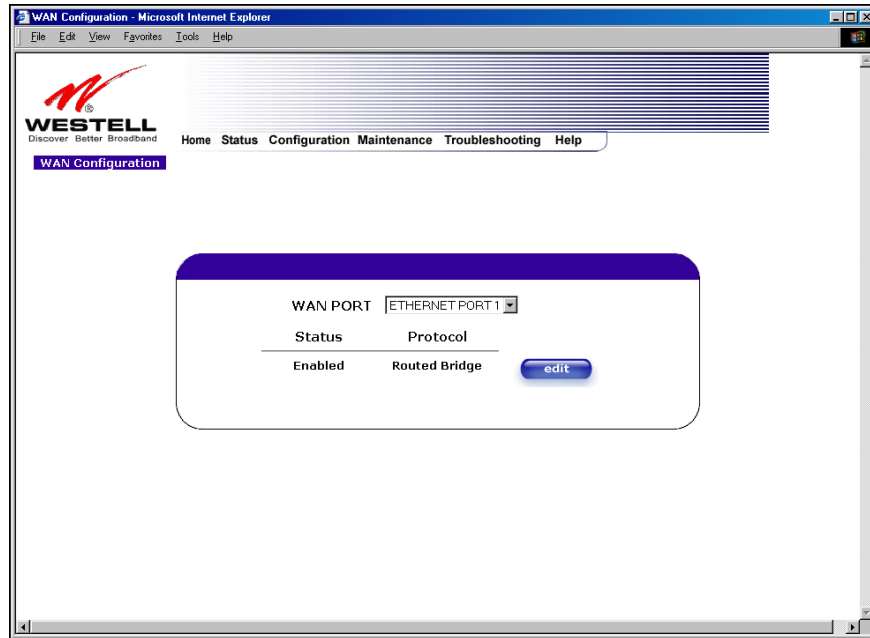 WAN Configuration - Microsoft Internet Explorer
File Edit View Favorites Tools Help
®
WESTELL
Discover Better Broadband
Home Status Configuration Maintenance Troubleshooting Help
WAN Configuration
WAN PORT ETHERNET PORT 1
Status Protocol
Enabled Routed Bridge edit